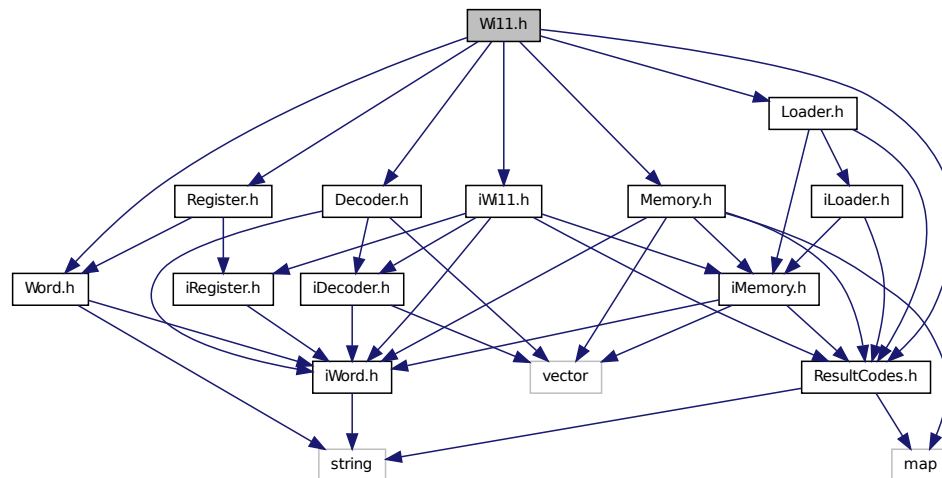 Wi11.h
Loader.h
Register.h
Decoder.h
iWi11.h
Memory.h
iLoader.h
Word.h
iRegister.h
iDecoder.h
iMemory.h
iWord.h
vector
ResultCodes.h
string
map